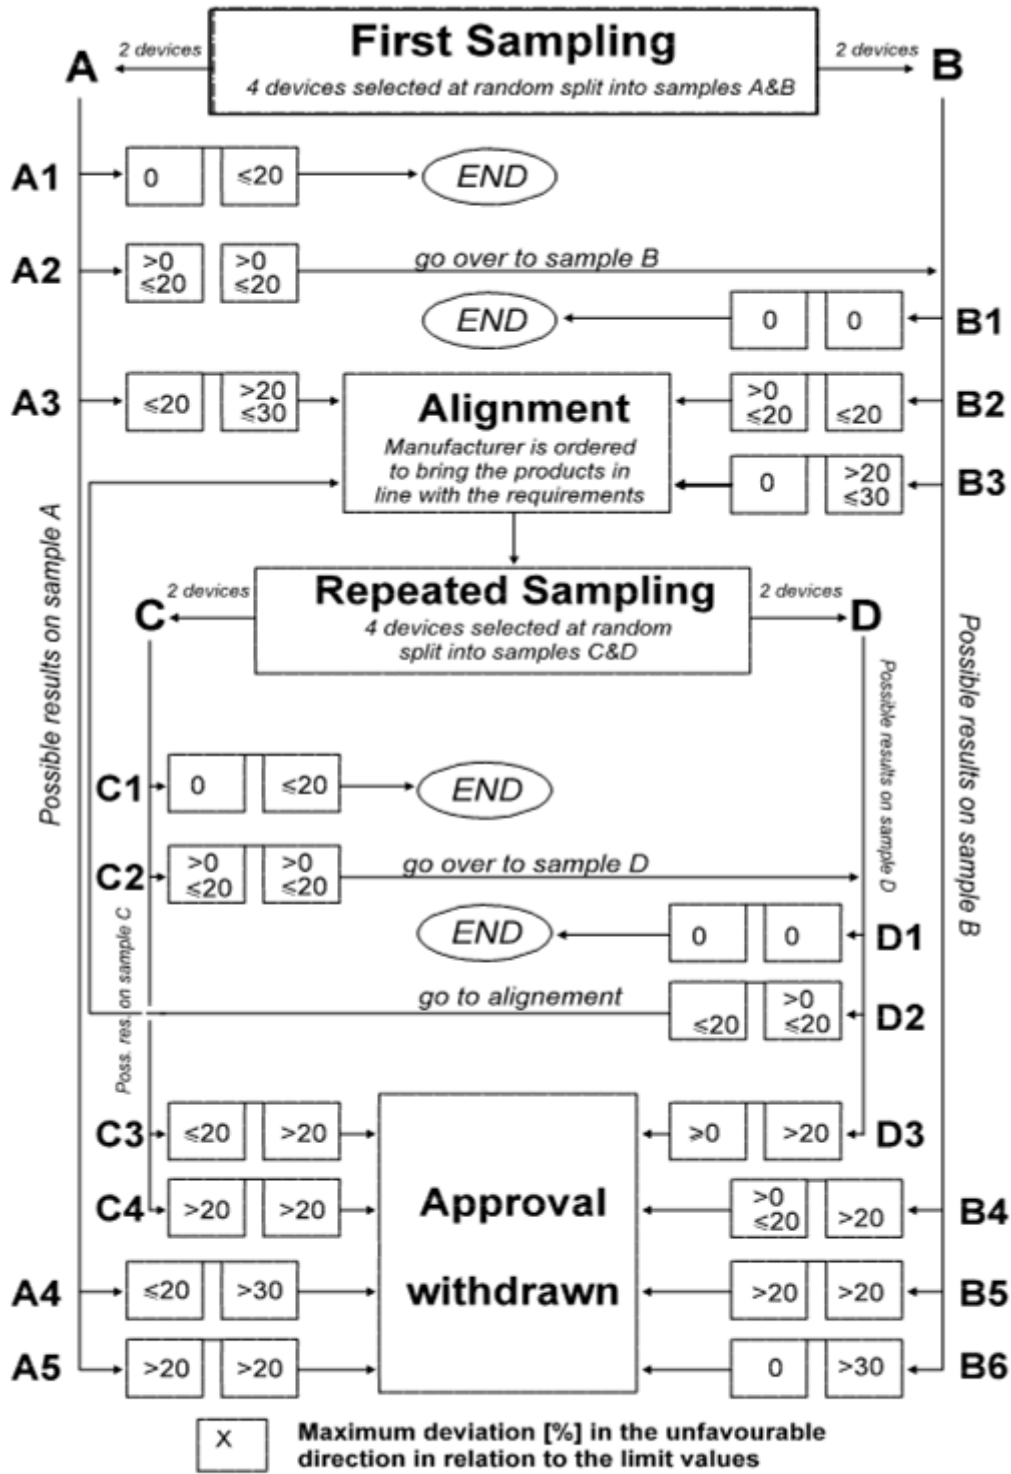 First Sampling
4 devices selected at random split into samples A&B
A
2 devices
2 devices
B
A1
0
≤20
END
A2
>0
≤20
>0
≤20
go over to sample B
END
0
0
B1
A3
≤20
>20
≤30
Alignment
Manufacturer is ordered
to bring the products in
line with the requirements
>0
≤20
≤20
B2
0
>20
≤30
B3
Possible results on sample A
Repeated Sampling
4 devices selected at random
split into samples C&D
C
2 devices
2 devices
D
Possible results on sample D
Possible results on sample B
C1
0
≤20
END
C2
>0
≤20
>0
≤20
go over to sample D
Poss. res. on sample C
END
0
0
D1
go to alignement
≤20
>0
≤20
D2
C3
≤20
>20
≥0
>20
D3
Approval
withdrawn
C4
>20
>20
>0
≤20
>20
B4
A4
≤20
>30
>20
>20
B5
A5
>20
>20
0
>30
B6
X
Maximum deviation [%] in the unfavourable
direction in relation to the limit values